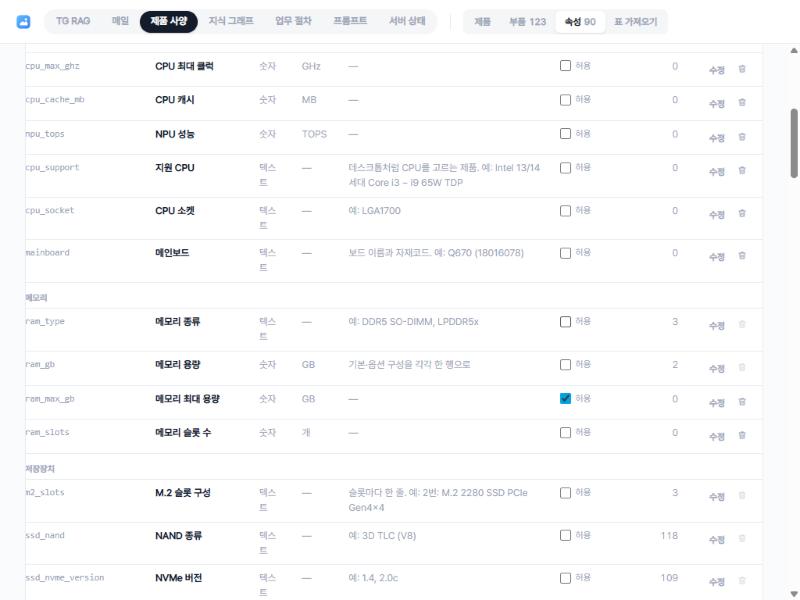 TG RAG 메일 제품 사양 지식 그래프 업무 절차 프롬프트 서버 상태 제품 부품 123 속성 90 표 가져오기
cpu_max_ghz CPU 최대 클럭 숫자 GHz — 허용 0 수정
cpu_cache_mb CPU 캐시 숫자 MB — 허용 0 수정
npu_tops NPU 성능 숫자 TOPS — 허용 0 수정
cpu_support 지원 CPU 텍스 — 데스크톱처럼 CPU를 고르는 제품. 예: Intel 13/14 허용 0 수정
트 세대 Core i3 – i9 65W TDP
cpu_socket CPU 소켓 텍스 — 예: LGA1700 허용 0 수정
트
mainboard 메인보드 텍스 — 보드 이름과 자재코드. 예: Q670 (18016078) 허용 0 수정
트
메모리
ram_type 메모리 종류 텍스 — 예: DDR5 SO-DIMM, LPDDR5x 허용 3 수정
트
ram_gb 메모리 용량 숫자 GB 기본·옵션 구성을 각각 한 행으로 허용 2 수정
ram_max_gb 메모리 최대 용량 숫자 GB — 허용 0 수정
ram_slots 메모리 슬롯 수 숫자 개 — 허용 0 수정
저장장치
m2_slots M.2 슬롯 구성 텍스 — 슬롯마다 한 줄. 예: 2번: M.2 2280 SSD PCIe 허용 3 수정
트 Gen4×4
ssd_nand NAND 종류 텍스 — 예: 3D TLC (V8) 허용 118 수정
트
ssd_nvme_version NVMe 버전 텍스 — 예: 1.4, 2.0c 허용 109 수정
트